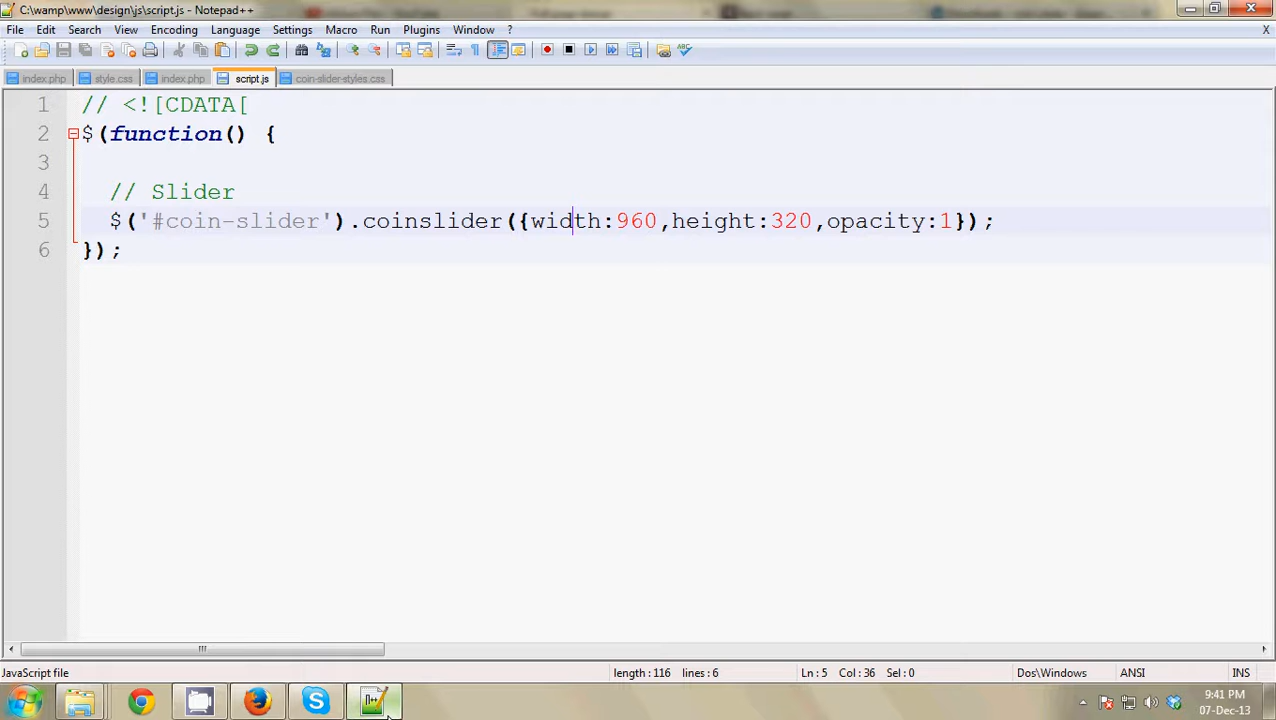 C:\wamp\www\design\js\script.js - Notepad++
File Edit Search View Encoding Language Settings Macro Run Plugins Window ? X
index.php style.css index.php script.js coin-slider-styles.css
1 // <![CDATA[
2 $(function() {
3
4 // Slider
5 $('#coin-slider').coinslider({width:960,height:320,opacity:1});
6 });
JavaScript file length:116 lines:6 Ln:5 Col:36 Sel:0 Dos\Windows ANSI INS
9:41 PM
07-Dec-13